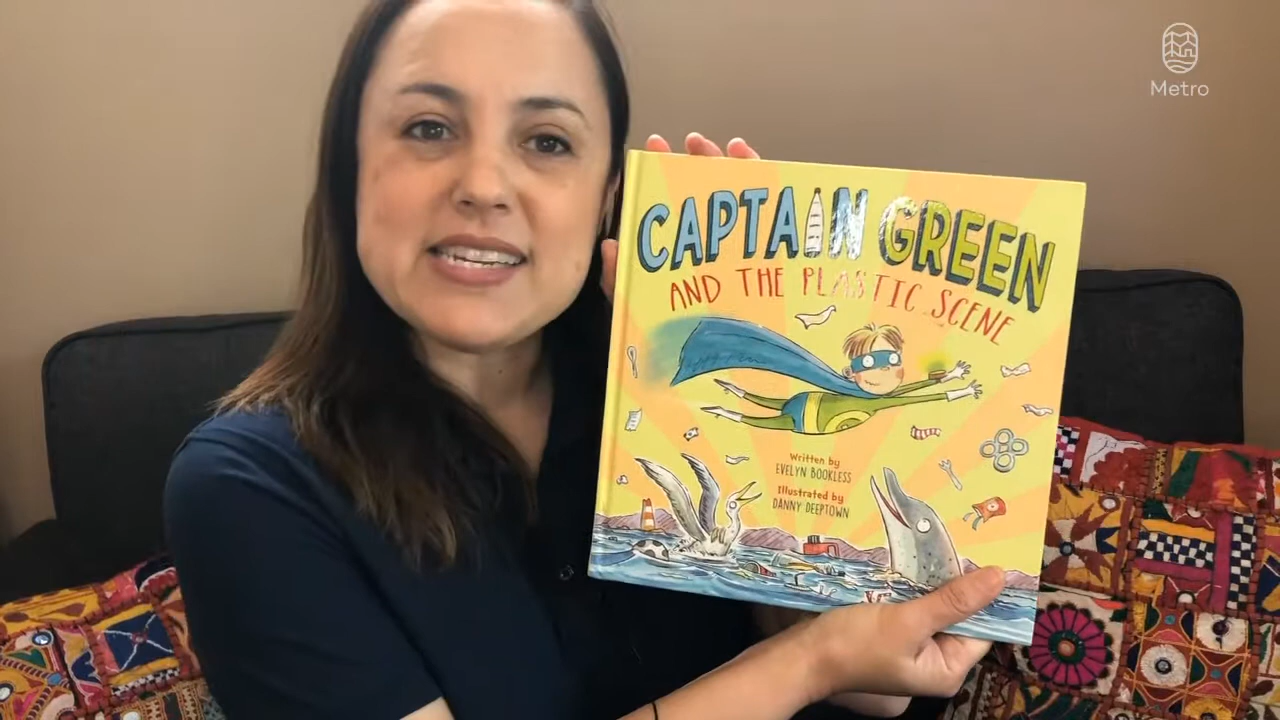 Metro
CAPTAIN GREEN
AND THE PLASTIC SCENE
Written by
EVELYN BOOKLESS
Illustrated by
DANNY DEEPTOWN